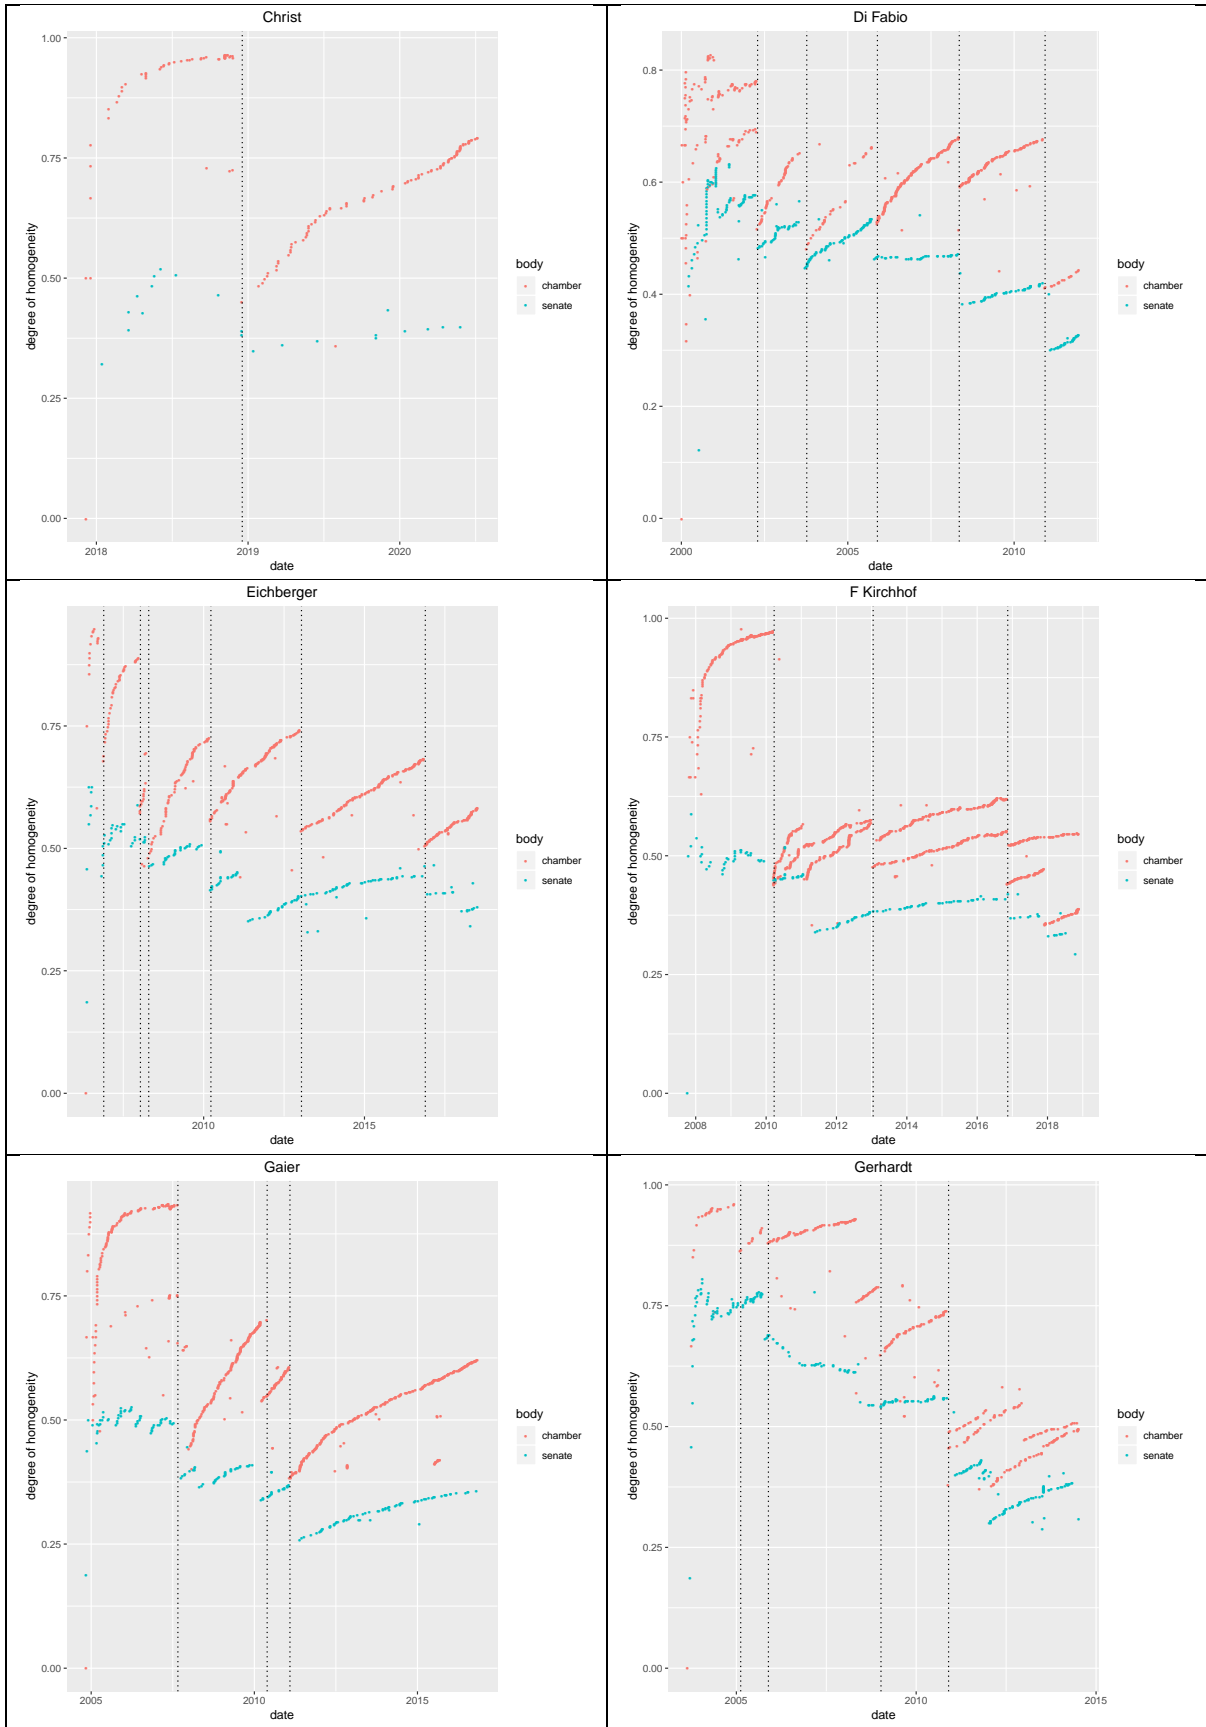 Christ
1.00
0.75
0.50
0.25
0.00
degree of homogeneity
2018
2019
2020
date
body
chamber
senate
Di Fabio
0.8
0.6
0.4
0.2
0.0
degree of homogeneity
2000
2005
2010
date
body
chamber
senate
Eichberger
0.75
0.50
0.25
0.00
degree of homogeneity
2010
2015
date
body
chamber
senate
F Kirchhof
1.00
0.75
0.50
0.25
0.00
degree of homogeneity
2008
2010
2012
2014
2016
2018
date
body
chamber
senate
Gaier
0.75
0.50
0.25
0.00
degree of homogeneity
2005
2010
2015
date
body
chamber
senate
Gerhardt
1.00
0.75
0.50
0.25
0.00
degree of homogeneity
2005
2010
2015
date
body
chamber
senate